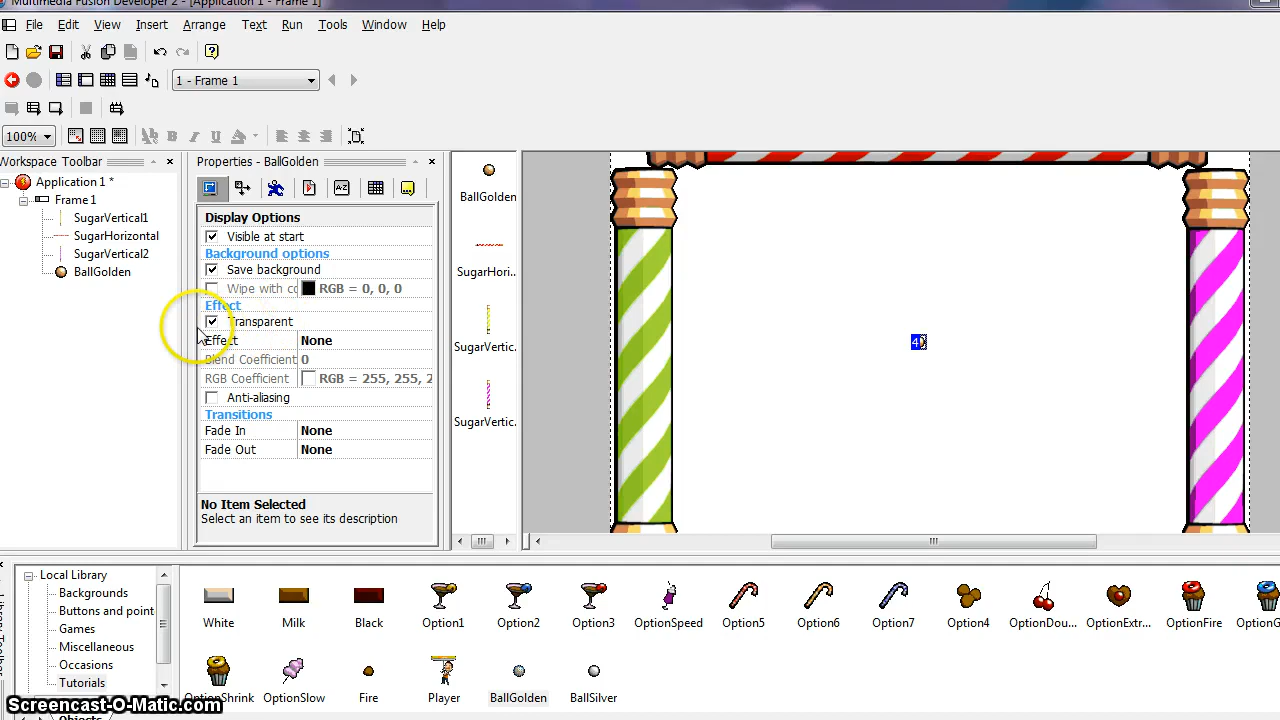 Multimedia Fusion Developer 2 - [Application 1 - Frame 1]
File Edit View Insert Arrange Text Run Tools Window Help
1 - Frame 1
100%
Workspace Toolbar
Application 1 *
Frame 1
SugarVertical1
SugarHorizontal
SugarVertical2
BallGolden
Properties - BallGolden
Display Options
Visible at start
Background options
Save background
Wipe with co RGB = 0, 0, 0
Effect
Transparent
Effect None
Blend Coefficient 0
RGB Coefficient RGB = 255, 255, 2
Anti-aliasing
Transitions
Fade In None
Fade Out None
No Item Selected
Select an item to see its description
BallGolden
SugarHori..
SugarVertic.
SugarVertic.
Local Library
Backgrounds
Buttons and point
Games
Miscellaneous
Occasions
Tutorials
White Milk Black Option1 Option2 Option3 OptionSpeed Option5 Option6 Option7 Option4 OptionDou... OptionExtr... OptionFire OptionG
OptionShrink OptionSlow Fire Player BallGolden BallSilver
Objects
Screencast-O-Matic.com